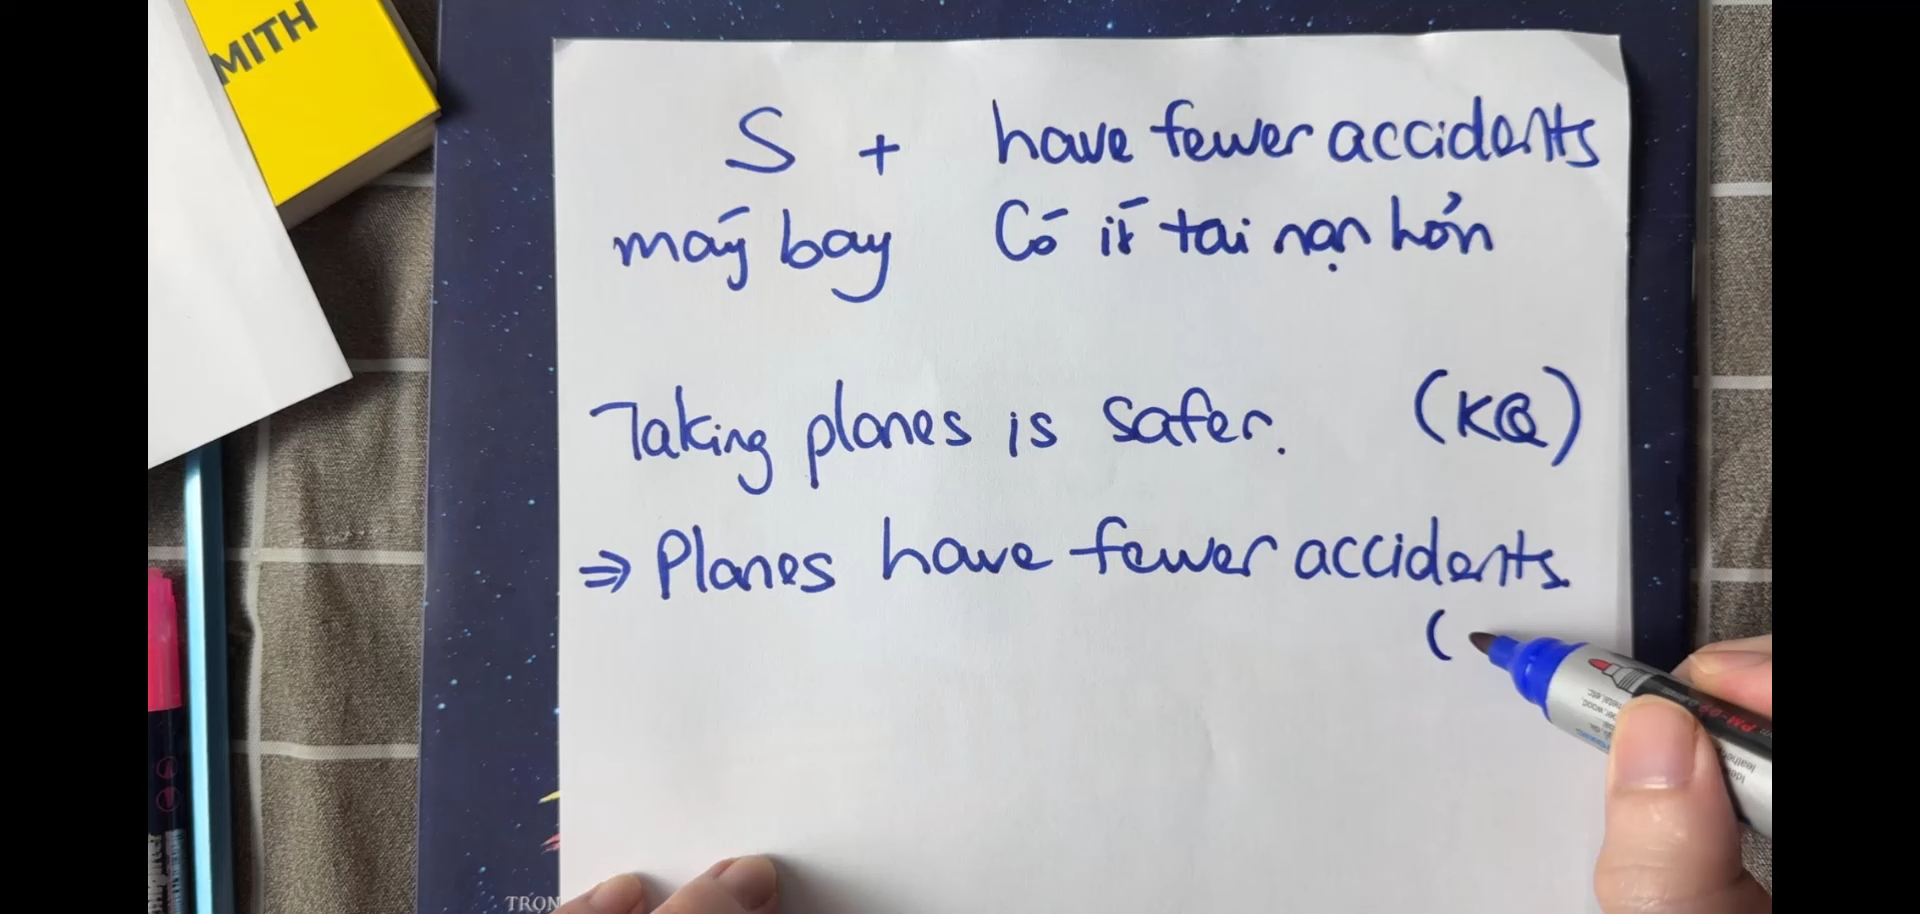 MITH
S + have fewer accidents
máy bay Có ít tai nạn hơn
Taking planes is safer. (KQ)
⇒ Planes have fewer accidents.
(
TRON